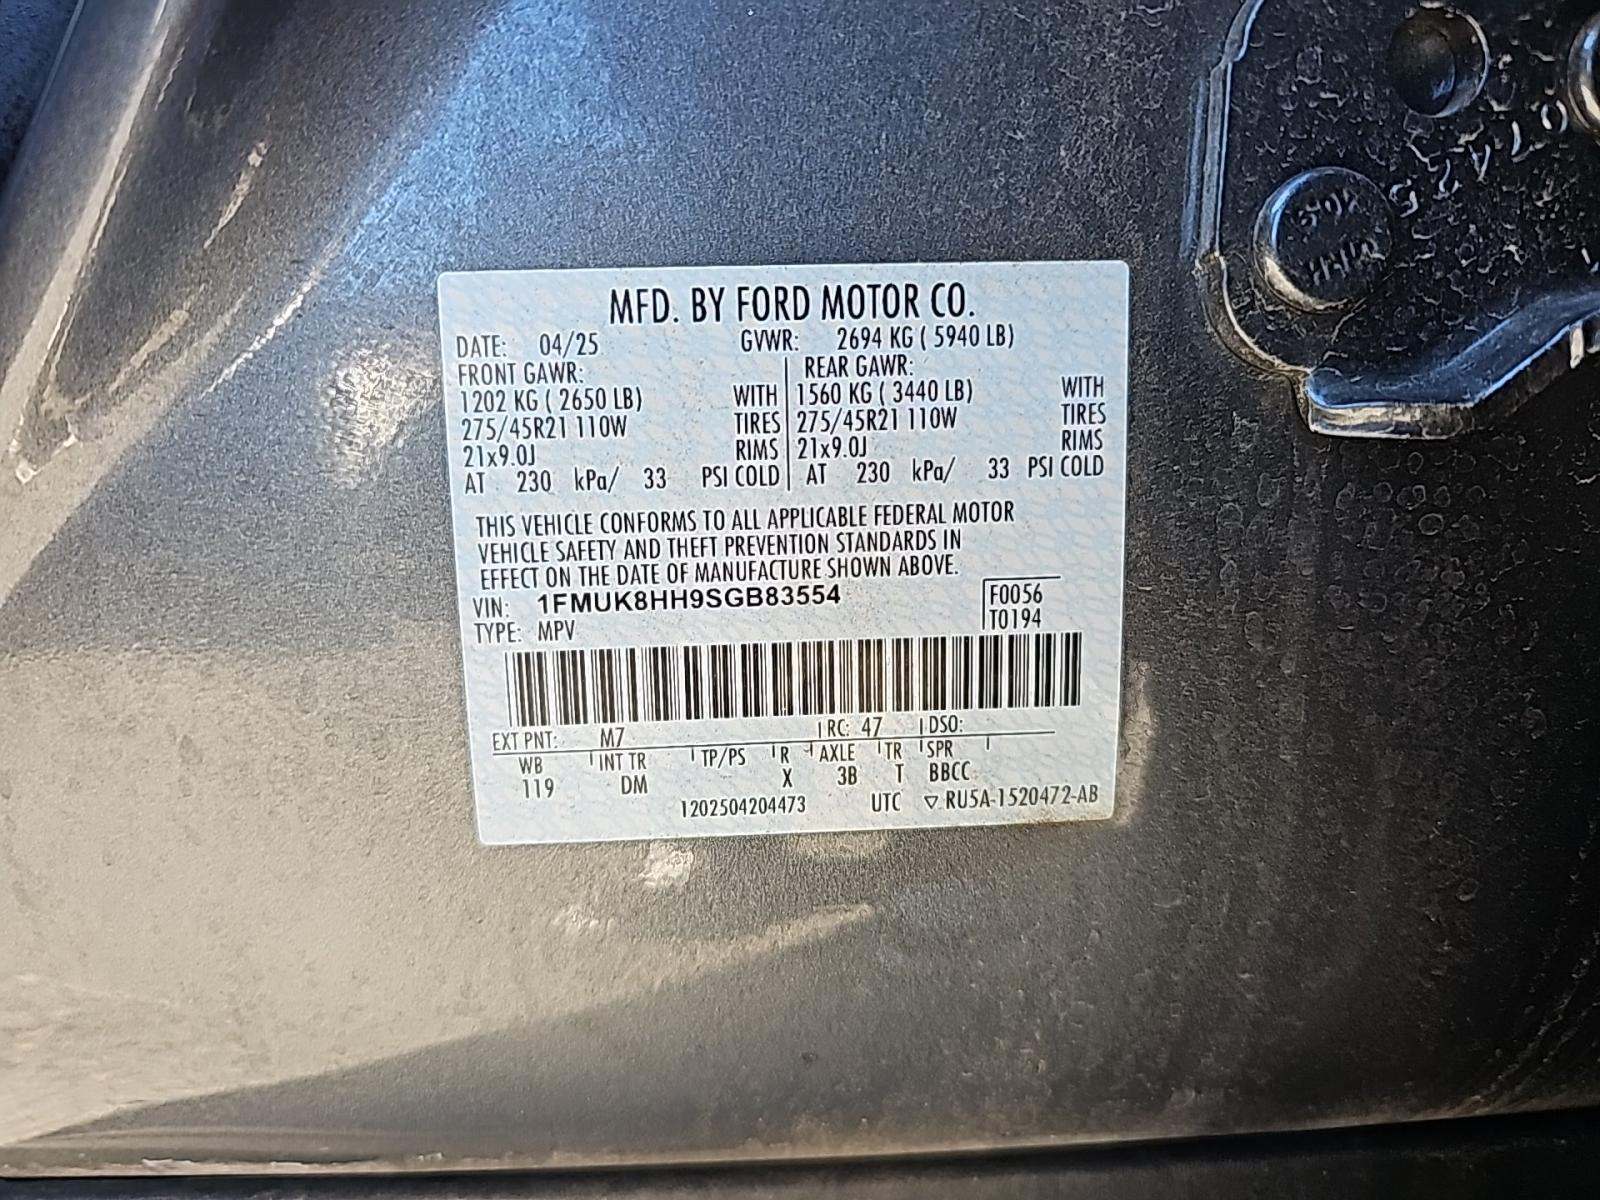 MFD. BY FORD MOTOR CO.
DATE: 04/25 GVWR: 2694 KG ( 5940 LB)
FRONT GAWR: REAR GAWR:
1202 KG ( 2650 LB) WITH 1560 KG ( 3440 LB) WITH
275/45R21 110W TIRES 275/45R21 110W TIRES
21x9.0J RIMS 21x9.0J RIMS
AT 230 kPa/ 33 PSI COLD AT 230 kPa/ 33 PSI COLD
THIS VEHICLE CONFORMS TO ALL APPLICABLE FEDERAL MOTOR
VEHICLE SAFETY AND THEFT PREVENTION STANDARDS IN
EFFECT ON THE DATE OF MANUFACTURE SHOWN ABOVE.
VIN: 1FMUK8HH9SGB83554 F0056
TYPE: MPV T0194
EXT PNT: M7 RC: 47 DSO:
WB INT TR TP/PS R AXLE TR SPR
119 DM X 3B T BBCC
1202504204473 UTC ▽ RU5A-1520472-AB